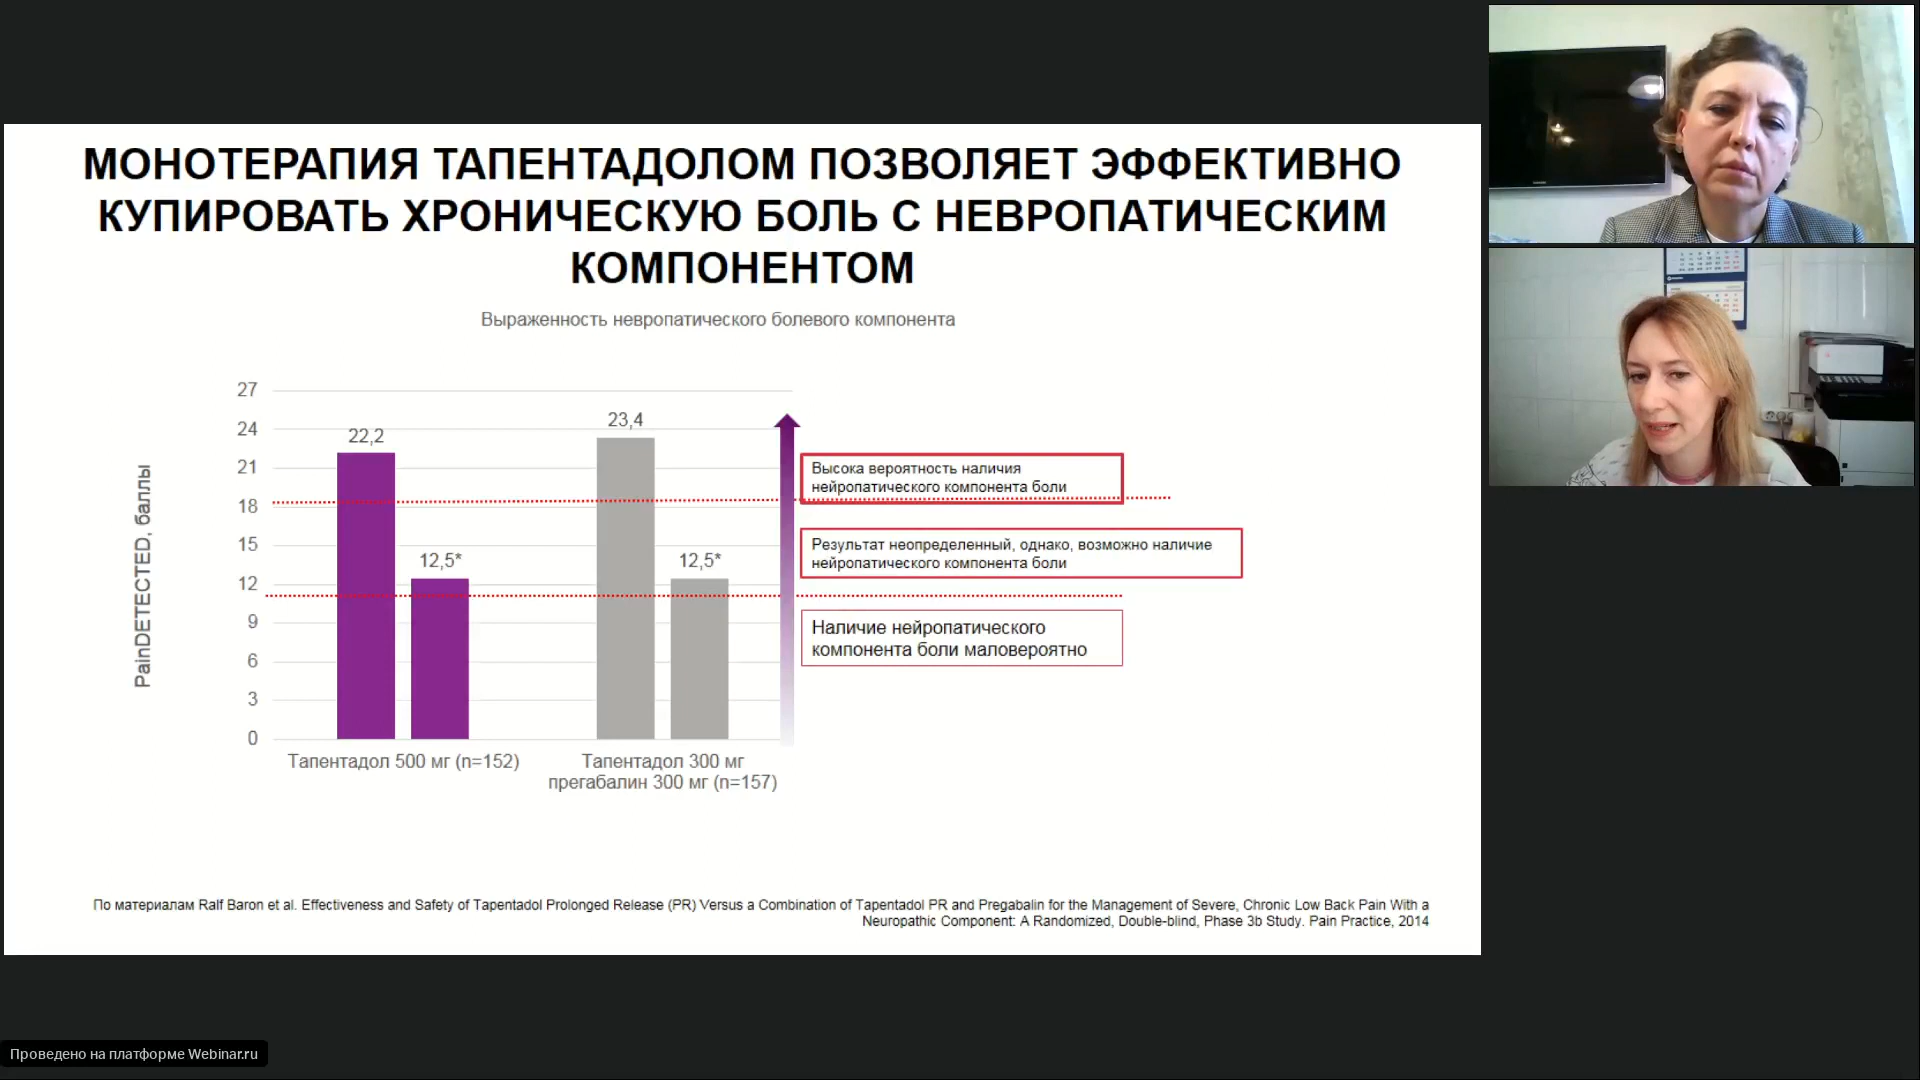 МОНОТЕРАПИЯ ТАПЕНТАДОЛОМ ПОЗВОЛЯЕТ ЭФФЕКТИВНО
КУПИРОВАТЬ ХРОНИЧЕСКУЮ БОЛЬ С НЕВРОПАТИЧЕСКИМ
КОМПОНЕНТОМ
Выраженность невропатического болевого компонента
PainDETECTED, баллы
27
24
21
18
15
12
9
6
3
0
22,2
12,5*
23,4
12,5*
Тапентадол 500 мг (n=152)
Тапентадол 300 мг
прегабалин 300 мг (n=157)
Высока вероятность наличия
нейропатического компонента боли
Результат неопределенный, однако, возможно наличие
нейропатического компонента боли
Наличие нейропатического
компонента боли маловероятно
По материалам Ralf Baron et al. Effectiveness and Safety of Tapentadol Prolonged Release (PR) Versus a Combination of Tapentadol PR and Pregabalin for the Management of Severe, Chronic Low Back Pain With a
Neuropathic Component: A Randomized, Double-blind, Phase 3b Study. Pain Practice, 2014
Проведено на платформе Webinar.ru